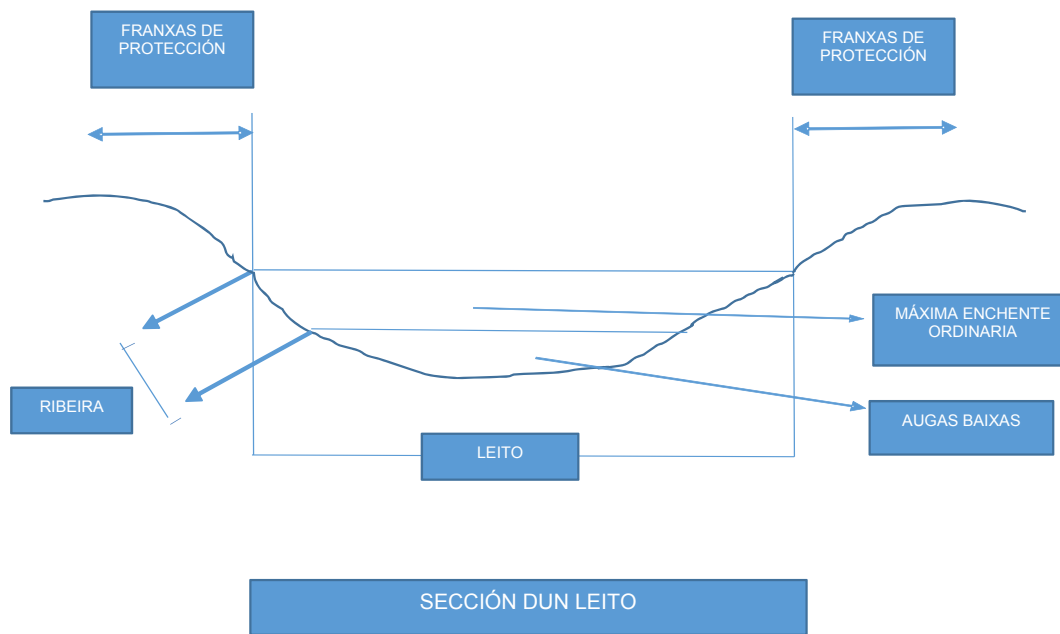 FRANXAS DE
PROTECCIÓN
FRANXAS DE
PROTECCIÓN
MÁXIMA ENCHENTE
ORDINARIA
RIBEIRA
AUGAS BAIXAS
LEITO
SECCIÓN DUN LEITO